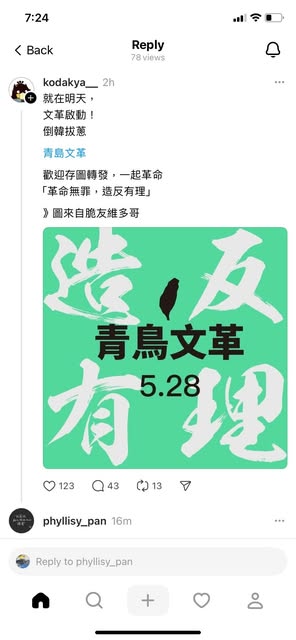 7:24
Back
Reply
78 views
kodakya__ 2h
就在明天，
文革啟動！
倒韓拔蔥
青鳥文革
歡迎存圖轉發，一起革命
「革命無罪，造反有理」
》圖來自脆友維多哥
造反
青鳥文革
5.28
有理
123 43 13
phyllisy_pan 16m
Reply to phyllisy_pan